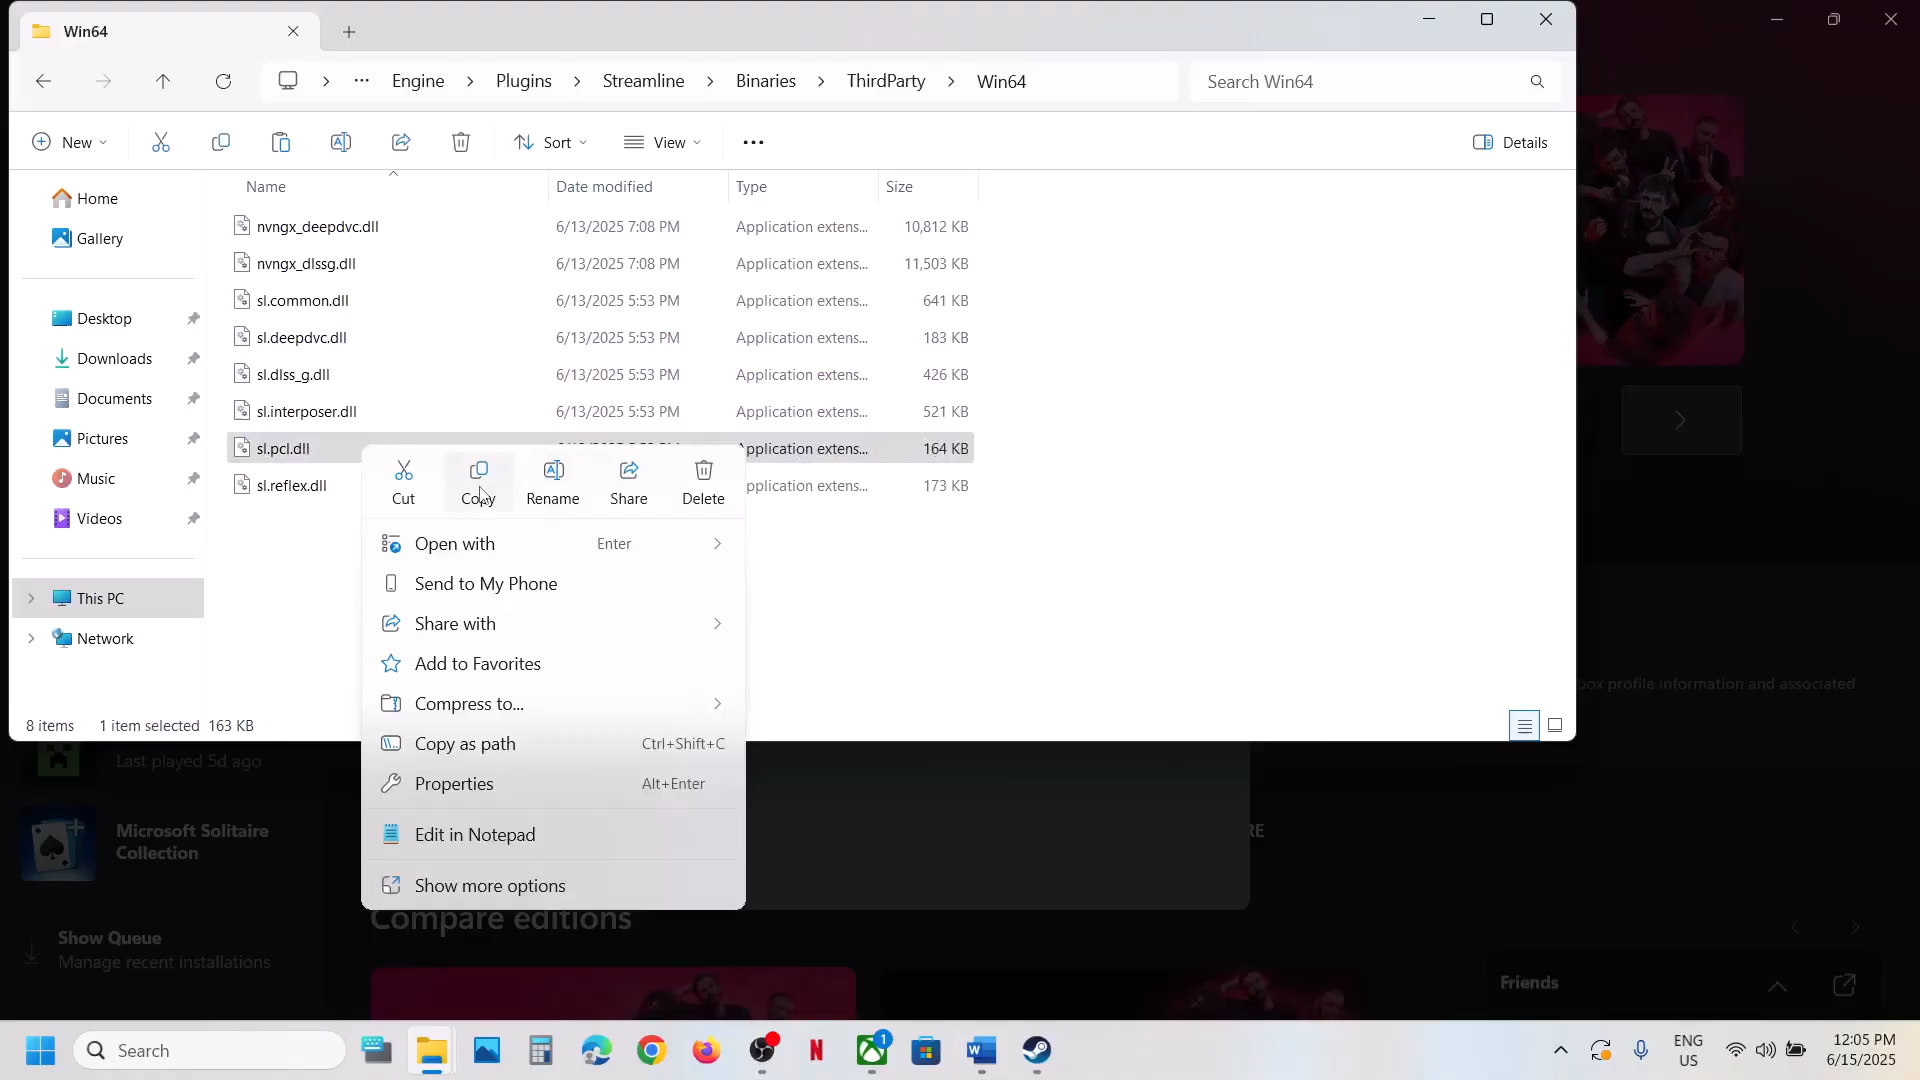 Win64
Engine > Plugins > Streamline > Binaries > ThirdParty > Win64
Search Win64
New
Sort
View
Details
Name
Date modified
Type
Size
Home
Gallery
Desktop
Downloads
Documents
Pictures
Music
Videos
This PC
Network
nvngx_deepdvc.dll 6/13/2025 7:08 PM Application extens... 10,812 KB
nvngx_dlssg.dll 6/13/2025 7:08 PM Application extens... 11,503 KB
sl.common.dll 6/13/2025 5:53 PM Application extens... 641 KB
sl.deepdvc.dll 6/13/2025 5:53 PM Application extens... 183 KB
sl.dlss_g.dll 6/13/2025 5:53 PM Application extens... 426 KB
sl.interposer.dll 6/13/2025 5:53 PM Application extens... 521 KB
sl.pcl.dll Application extens... 164 KB
sl.reflex.dll pplication extens... 173 KB
Cut
Copy
Rename
Share
Delete
Open with Enter
Send to My Phone
Share with
Add to Favorites
Compress to...
Copy as path Ctrl+Shift+C
Properties Alt+Enter
Edit in Notepad
Show more options
8 items 1 item selected 163 KB
box profile information and associated
Last played 5d ago
Microsoft Solitaire
Collection
RE
Show Queue
Manage recent installations
Compare editions
Friends
Search
1
ENG
US
12:05 PM
6/15/2025